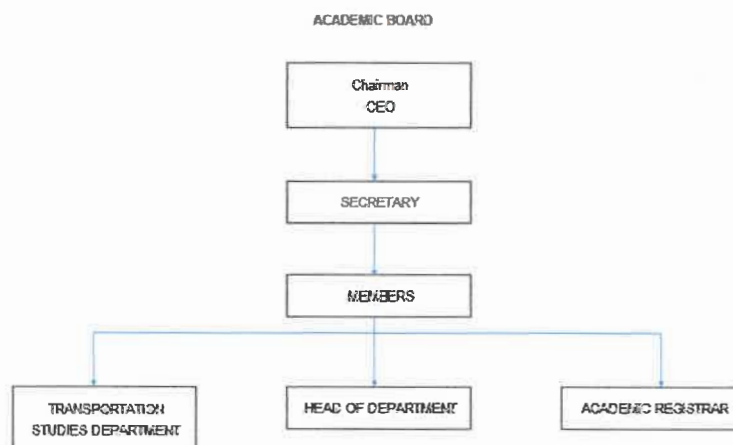 ACADEMIC BOARD
Chairman
CEO
SECRETARY
MEMBERS
TRANSPORTATION
STUDIES DEPARTMENT
HEAD OF DEPARTMENT
ACADEMIC REGISTRAR